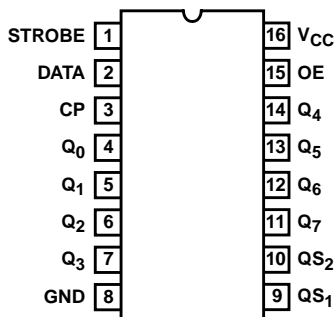 STROBE 1 16 VCC
DATA 2 15 OE
CP 3 14 Q4
Q0 4 13 Q5
Q1 5 12 Q6
Q2 6 11 Q7
Q3 7 10 QS2
GND 8 9 QS1